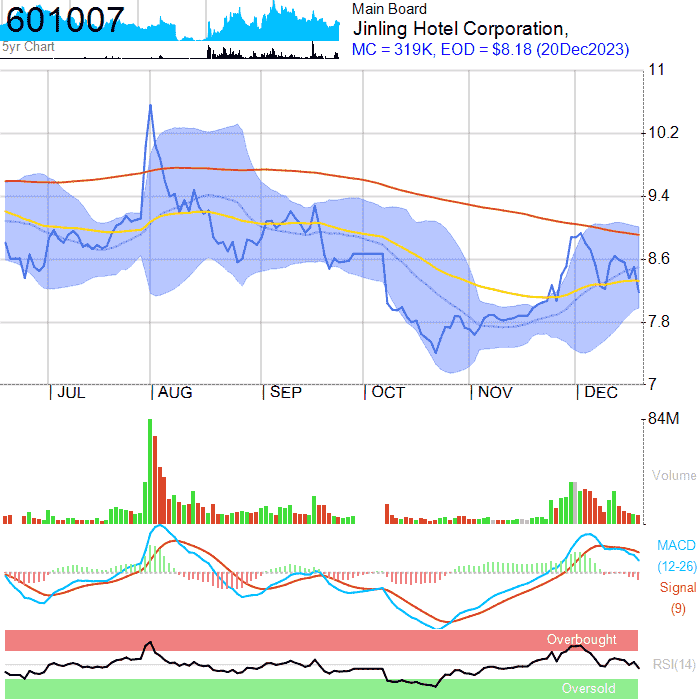 601007
5yr Chart
Main Board
Jinling Hotel Corporation,
MC = 319K, EOD = $8.18 (20Dec2023)
11
10.2
9.4
8.6
7.8
7
JUL AUG SEP OCT NOV DEC
84M
Volume
MACD
(12-26)
Signal
(9)
Overbought
RSI(14)
Oversold